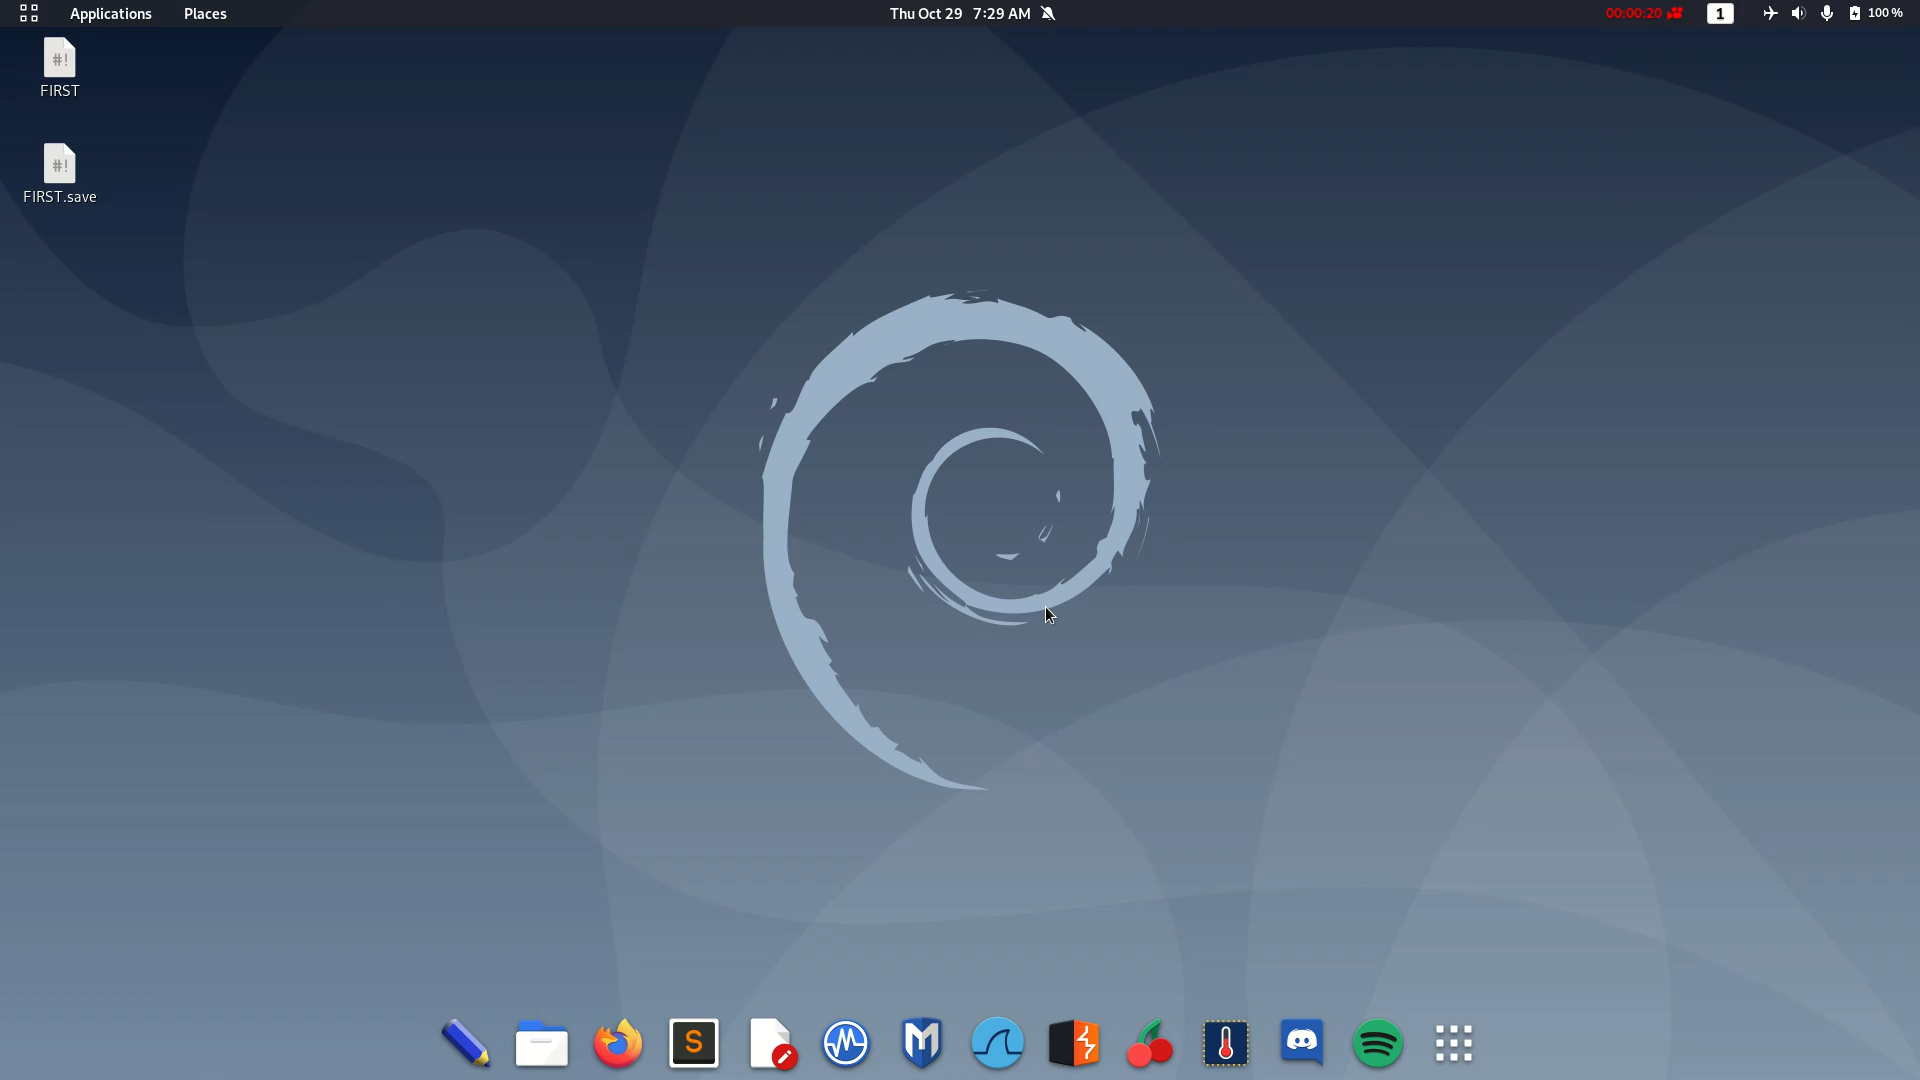 Applications Places Thu Oct 29 7:29 AM 00:00:20 1 100 %
#!
FIRST
#!
FIRST.save
S